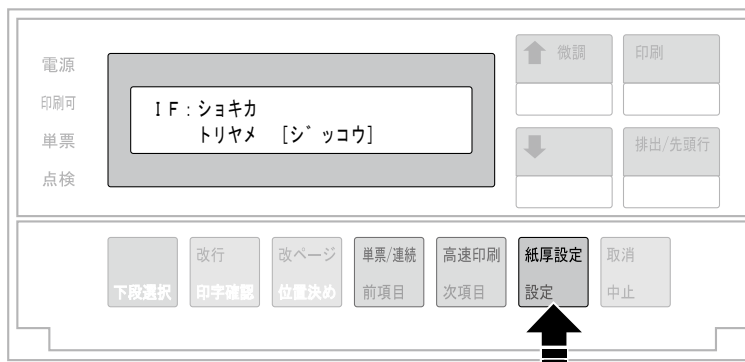 電源
印刷可
単票
点検
IF:ショキカ
トリヤメ [ジッコウ]
微調
印刷
排出/先頭行
下段選択
改行
印字確認
改ページ
位置決め
単票/連続
前項目
高速印刷
次項目
紙厚設定
設定
取消
中止